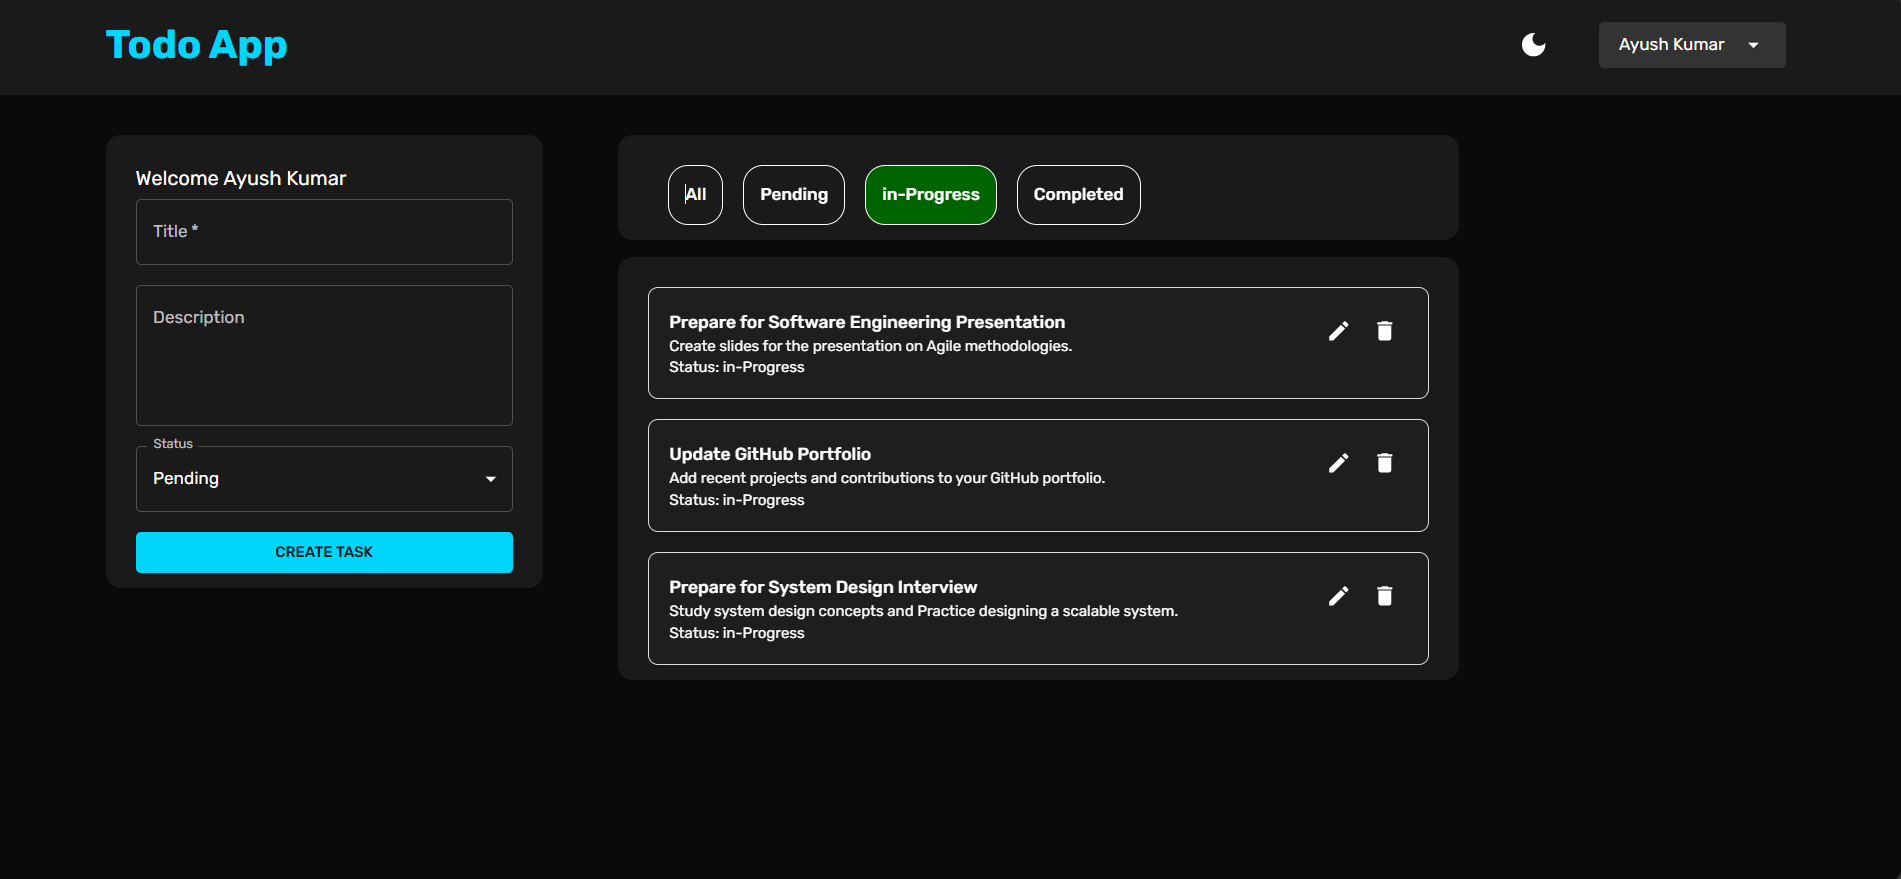 Todo App
Ayush Kumar
Welcome Ayush Kumar
Title *
Description
Status
Pending
CREATE TASK
All
Pending
in-Progress
Completed
Prepare for Software Engineering Presentation
Create slides for the presentation on Agile methodologies.
Status: in-Progress
Update GitHub Portfolio
Add recent projects and contributions to your GitHub portfolio.
Status: in-Progress
Prepare for System Design Interview
Study system design concepts and Practice designing a scalable system.
Status: in-Progress